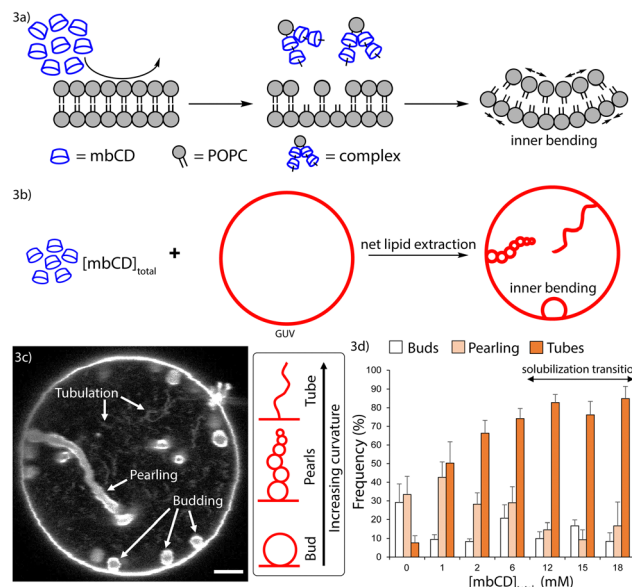 3a)
= mbCD
= POPC
= complex
inner bending
3b)
[mbCD]total
+
GUV
net lipid extraction
inner bending
3c
Tubulation
Pearling
Budding
Tube
Pearls
Bud
Increasing curvature
3d)
Buds Pearling Tubes
solubilization transition
Frequency (%)
100
90
80
70
60
50
40
30
20
10
0
0 1 2 6 12 15 18
(mM)